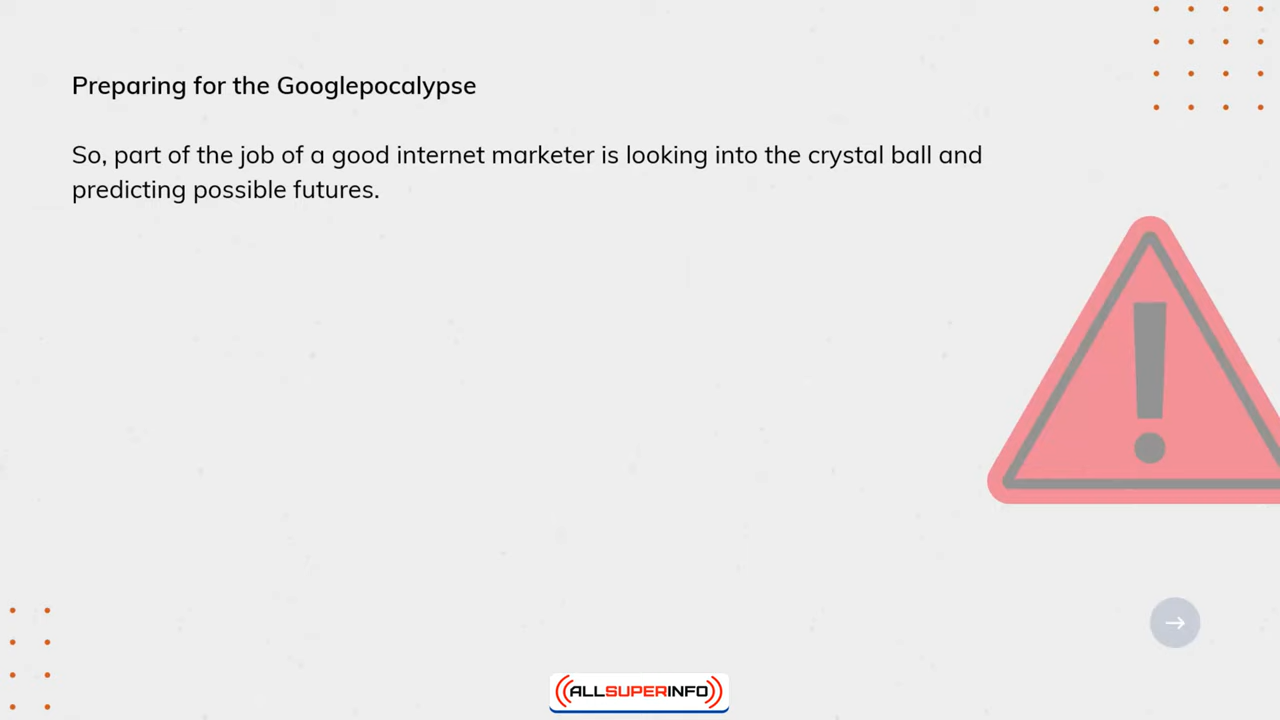 Preparing for the Googlepocalypse
So, part of the job of a good internet marketer is looking into the crystal ball and
predicting possible futures.
ALLSUPERINFO